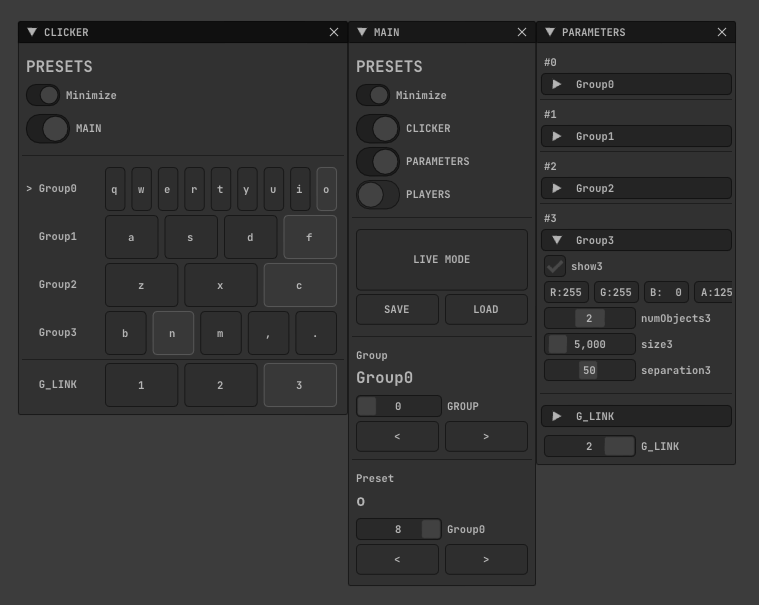 CLICKER
PRESETS
Minimize
MAIN
> Group0 q w e r t y u i o
Group1 a s d f
Group2 z x c
Group3 b n m , .
G_LINK 1 2 3
MAIN
PRESETS
Minimize
CLICKER
PARAMETERS
PLAYERS
LIVE MODE
SAVE LOAD
Group
Group0
0 GROUP
< >
Preset
o
8 Group0
< >
PARAMETERS
#0
Group0
#1
Group1
#2
Group2
#3
Group3
show3
R:255 G:255 B: 0 A:125
2 numObjects3
5,000 size3
50 separation3
G_LINK
2 G_LINK